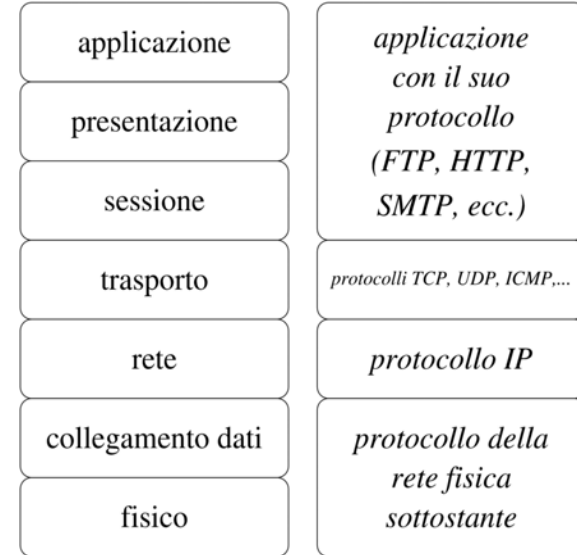 applicazione
presentazione
sessione
trasporto
rete
collegamento dati
fisico
applicazione
con il suo
protocollo
(FTP, HTTP,
SMTP, ecc.)
protocolli TCP, UDP, ICMP,...
protocollo IP
protocollo della
rete fisica
sottostante